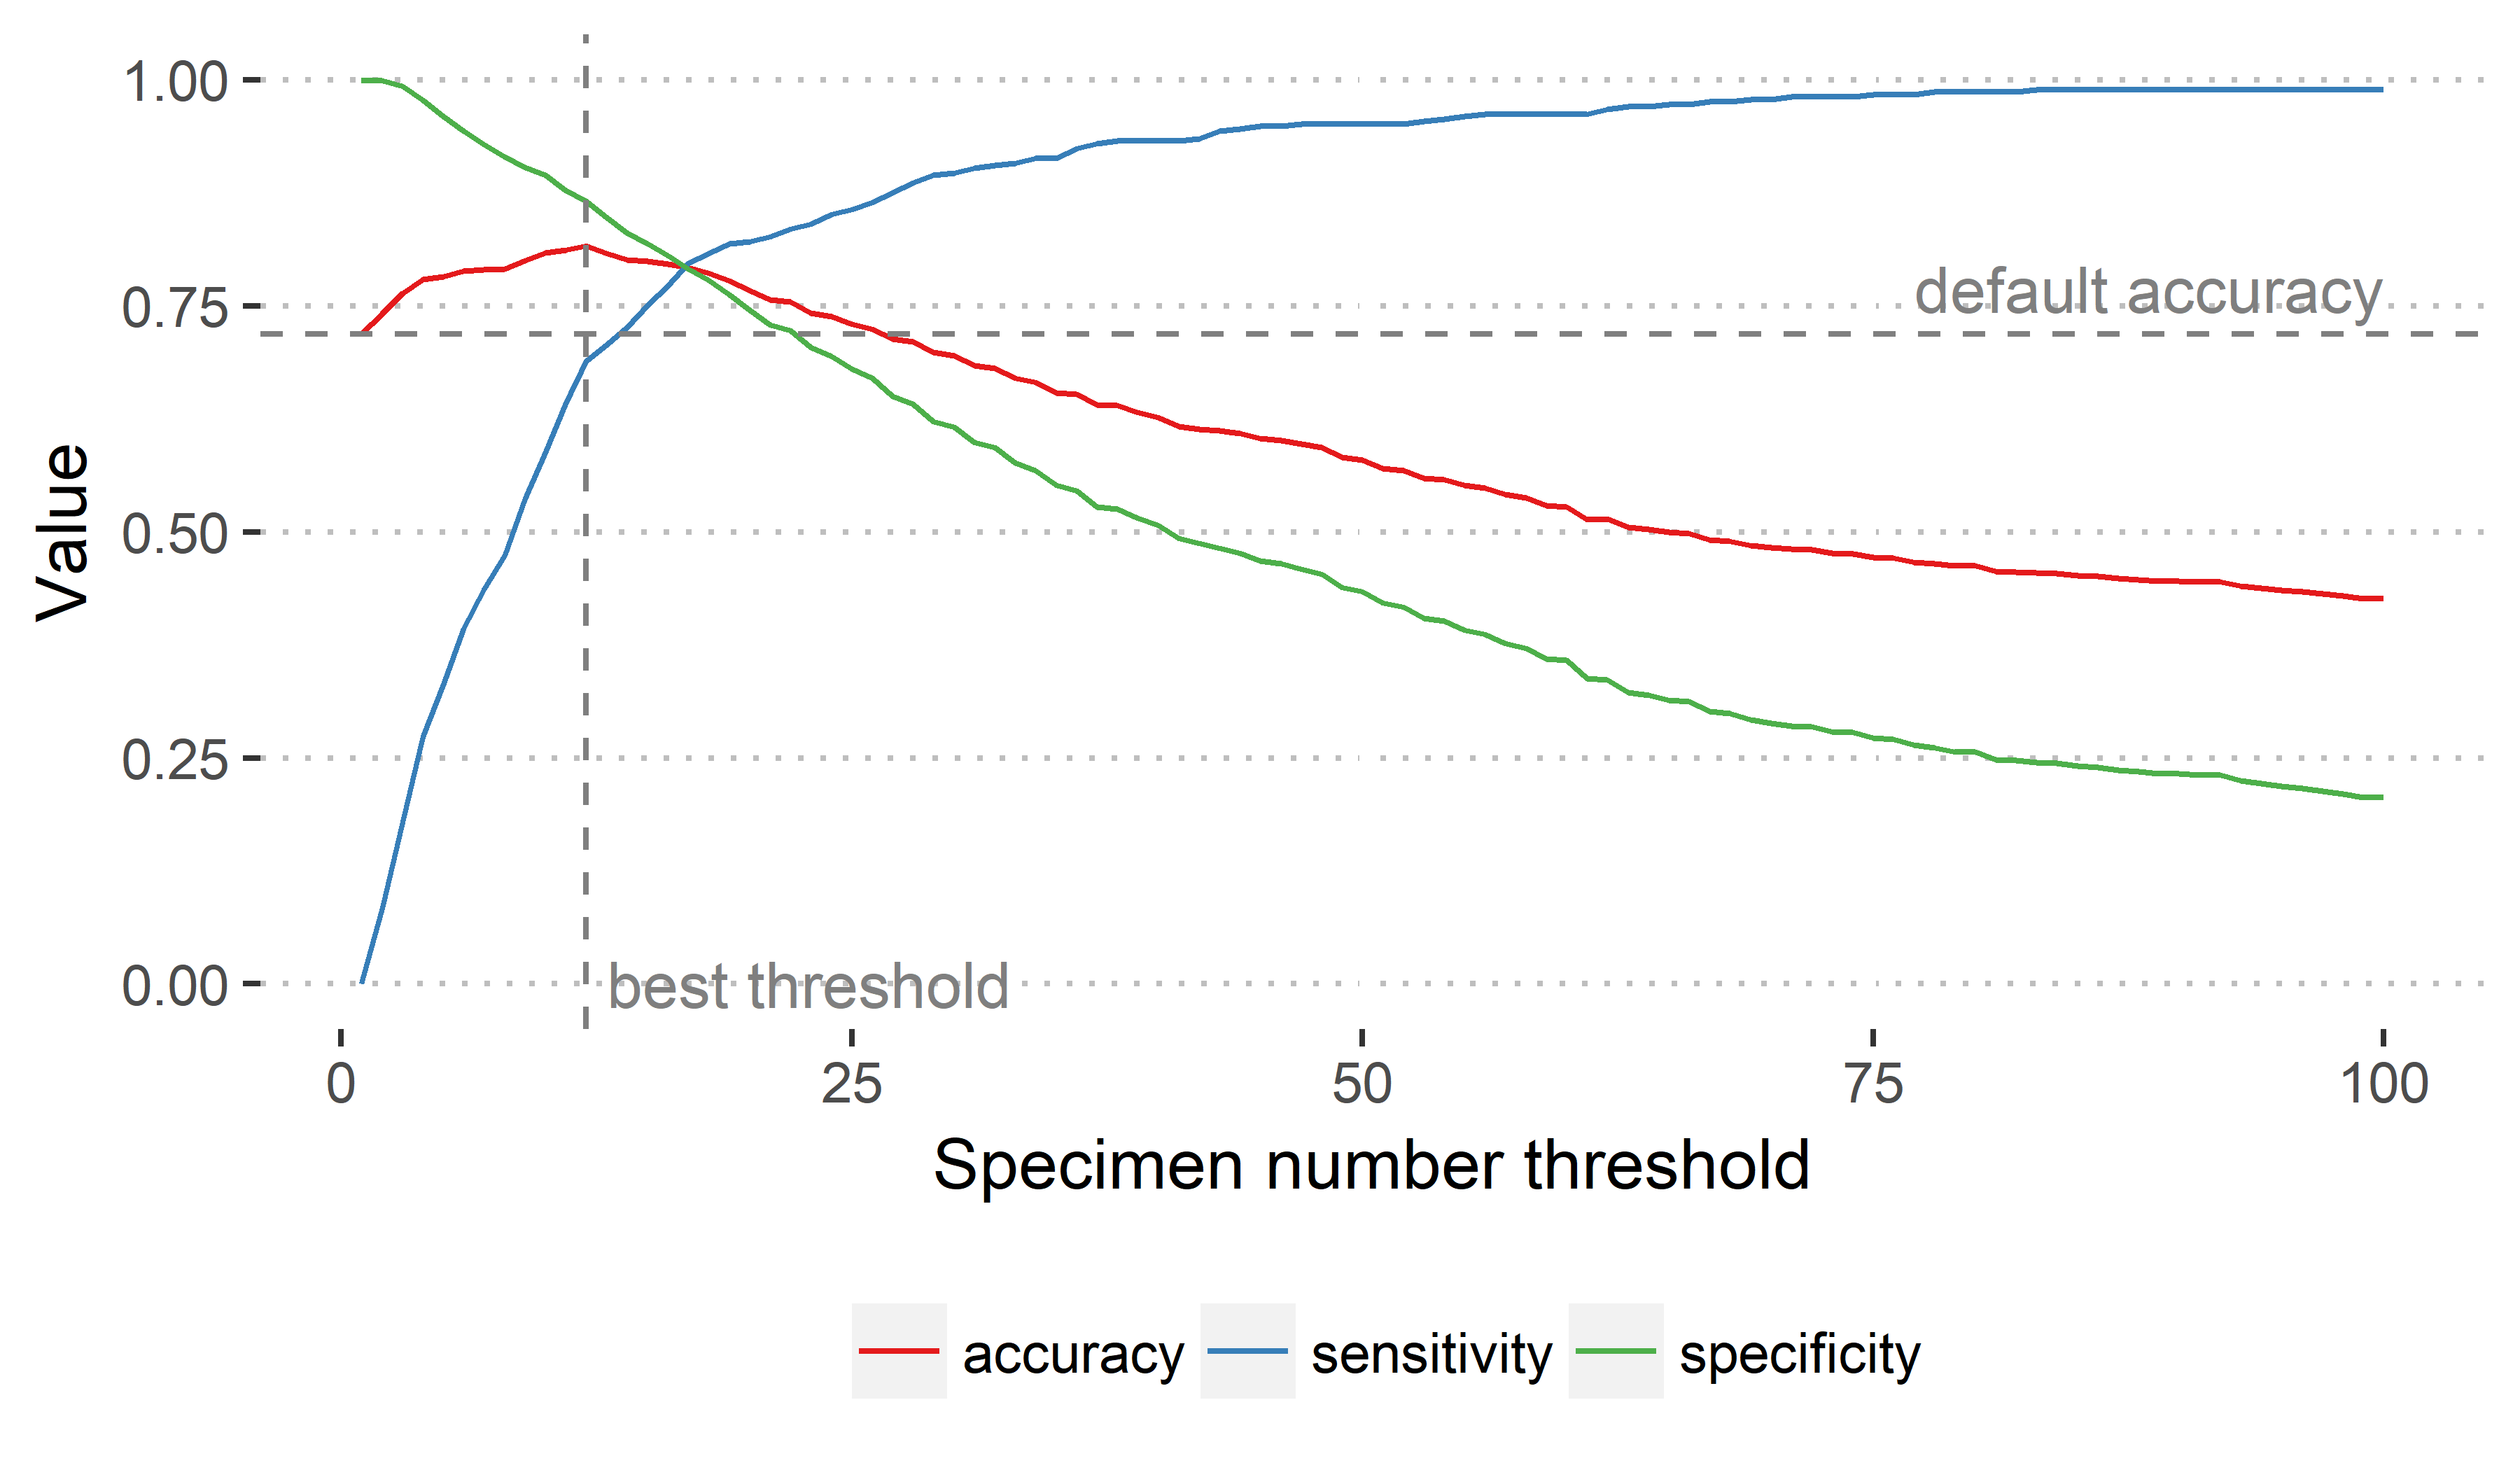 1.00
0.75
0.50
0.25
0.00
Value
default accuracy
best threshold
0 25 50 75 100
Specimen number threshold
accuracy sensitivity specificity